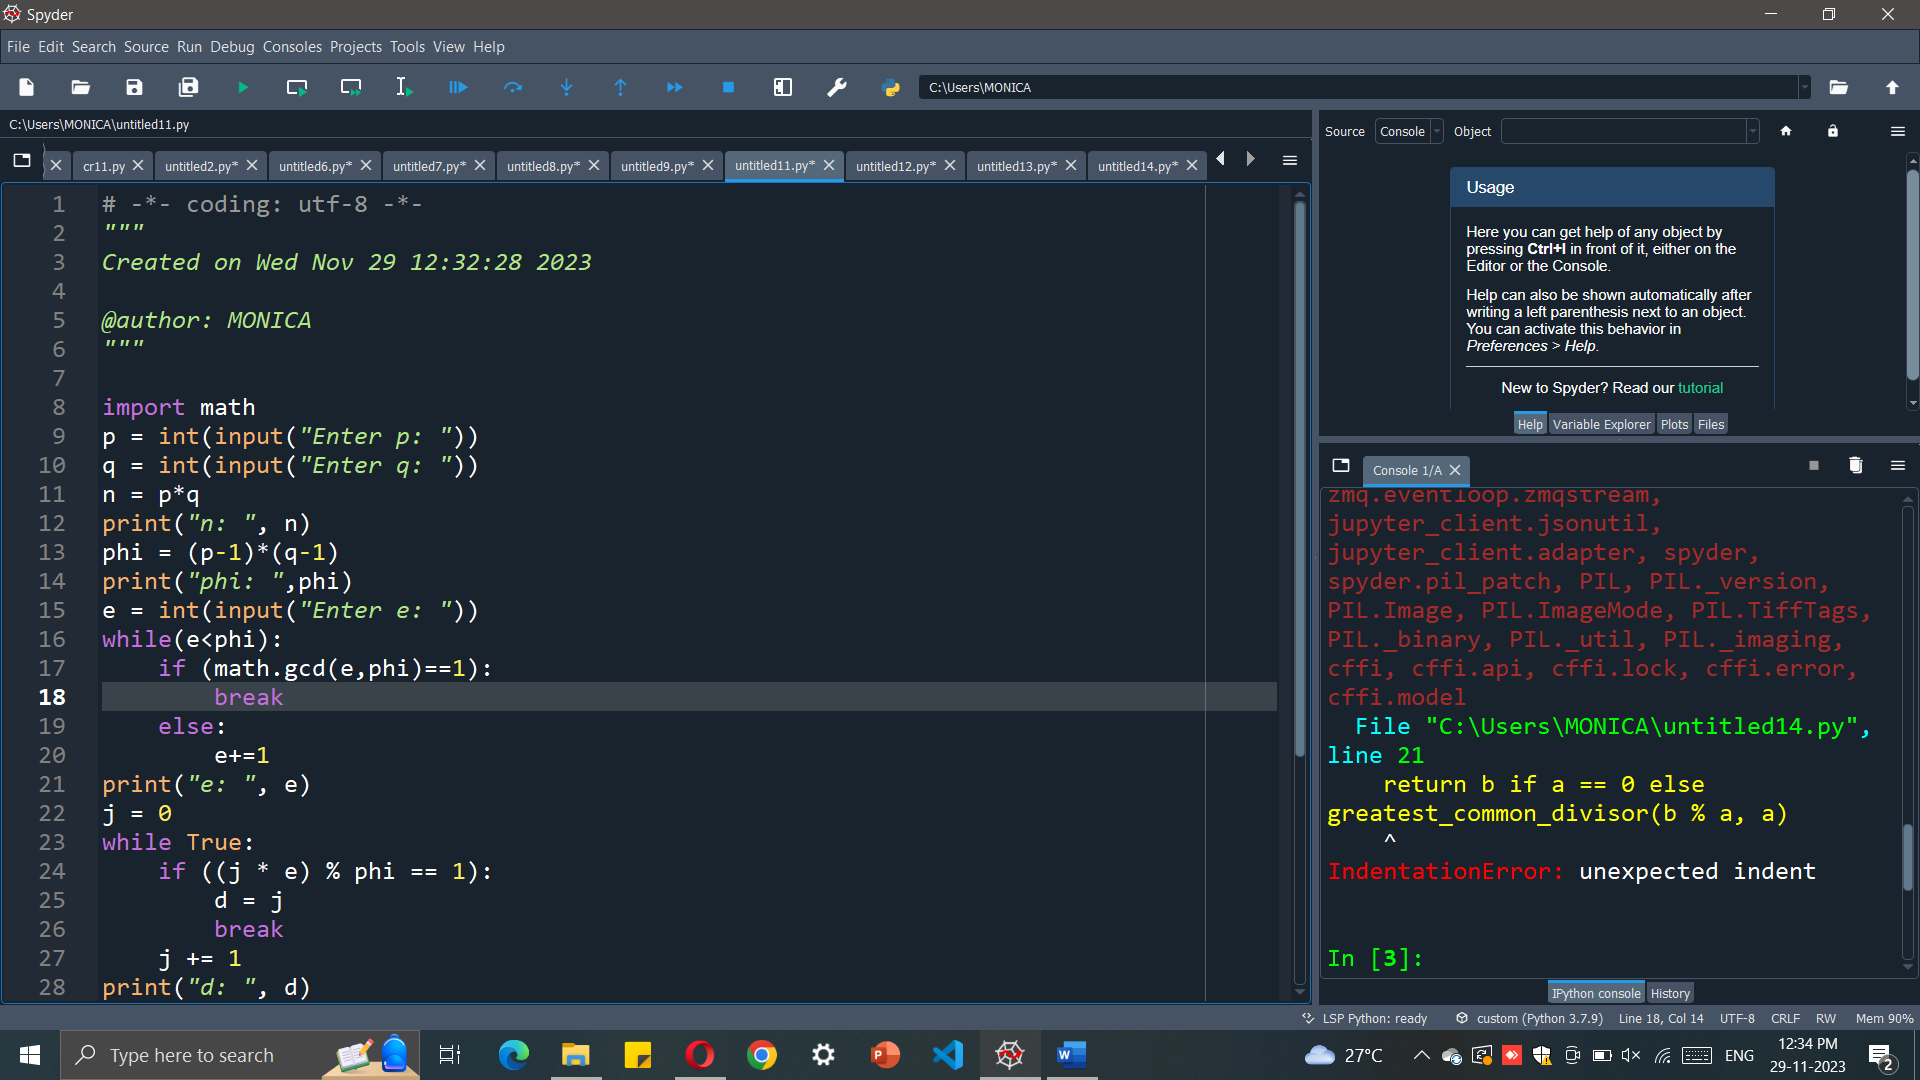 Spyder
File Edit Search Source Run Debug Consoles Projects Tools View Help
C:\Users\MONICA
C:\Users\MONICA\untitled11.py
cr11.py untitled2.py* untitled6.py* untitled7.py* untitled8.py* untitled9.py* untitled11.py* untitled12.py* untitled13.py* untitled14.py*
1 # -*- coding: utf-8 -*-
2 """
3 Created on Wed Nov 29 12:32:28 2023
4
5 @author: MONICA
6 """
7
8 import math
9 p = int(input("Enter p: "))
10 q = int(input("Enter q: "))
11 n = p*q
12 print("n: ", n)
13 phi = (p-1)*(q-1)
14 print("phi: ",phi)
15 e = int(input("Enter e: "))
16 while(e<phi):
17     if (math.gcd(e,phi)==1):
18         break
19     else:
20         e+=1
21 print("e: ", e)
22 j = 0
23 while True:
24     if ((j * e) % phi == 1):
25         d = j
26         break
27     j += 1
28 print("d: ", d)
Source Console Object
Usage
Here you can get help of any object by
pressing Ctrl+I in front of it, either on the
Editor or the Console.
Help can also be shown automatically after
writing a left parenthesis next to an object.
You can activate this behavior in
Preferences > Help.
New to Spyder? Read our tutorial
Help Variable Explorer Plots Files
Console 1/A
zmq.eventloop.zmqstream,
jupyter_client.jsonutil,
jupyter_client.adapter, spyder,
spyder.pil_patch, PIL, PIL._version,
PIL.Image, PIL.ImageMode, PIL.TiffTags,
PIL._binary, PIL._util, PIL._imaging,
cffi, cffi.api, cffi.lock, cffi.error,
cffi.model
File "C:\Users\MONICA\untitled14.py",
line 21
return b if a == 0 else
greatest_common_divisor(b % a, a)
^
IndentationError: unexpected indent
In [3]:
IPython console History
LSP Python: ready custom (Python 3.7.9) Line 18, Col 14 UTF-8 CRLF RW Mem 90%
Type here to search
27°C ENG
12:34 PM
29-11-2023
2